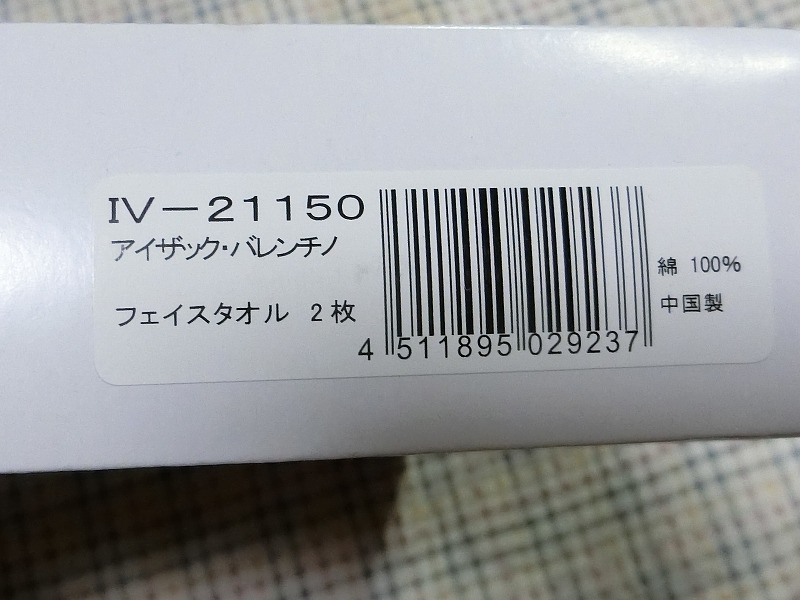 IV－21150
アイザック・バレンチノ
フェイスタオル 2枚
4 511895 029237
綿 100%
中国製